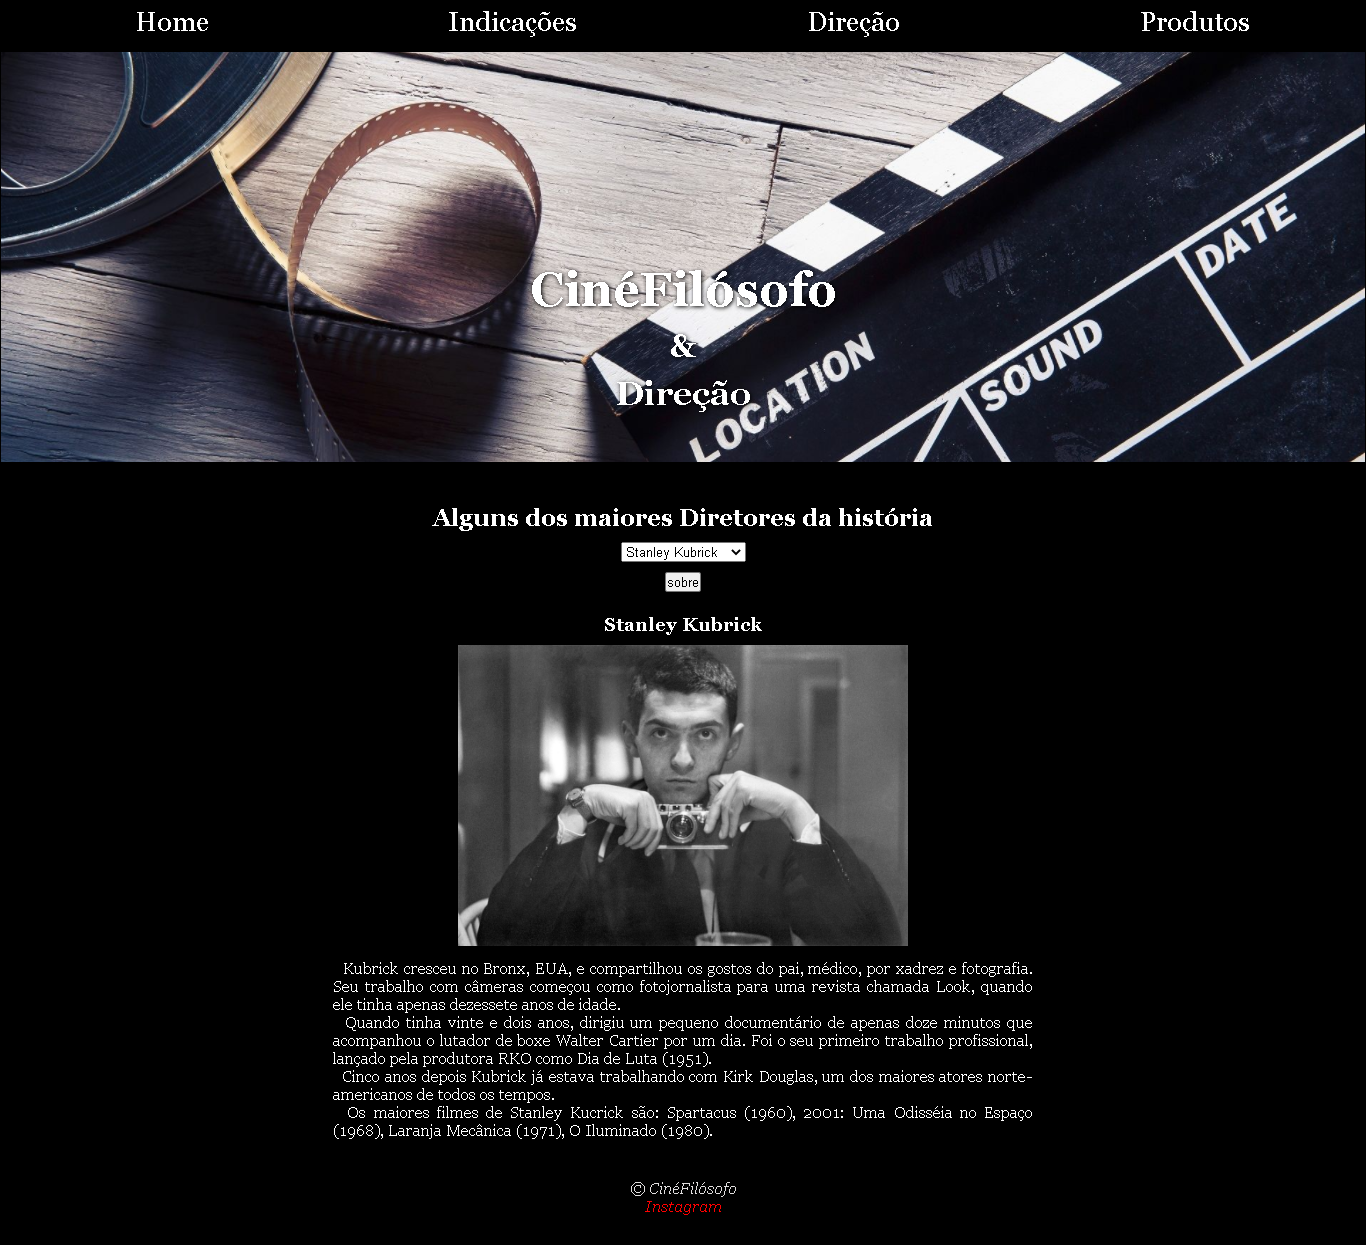 Home Indicações Direção Produtos
DATE
SOUND
LOCATION
CinéFilósofo
&
Direção
Alguns dos maiores Diretores da história
Stanley Kubrick
sobre
Stanley Kubrick
Kubrick cresceu no Bronx, EUA, e compartilhou os gostos do pai, médico, por xadrez e fotografia.
Seu trabalho com câmeras começou como fotojornalista para uma revista chamada Look, quando
ele tinha apenas dezessete anos de idade.
Quando tinha vinte e dois anos, dirigiu um pequeno documentário de apenas doze minutos que
acompanhou o lutador de boxe Walter Cartier por um dia. Foi o seu primeiro trabalho profissional,
lançado pela produtora RKO como Dia de Luta (1951).
Cinco anos depois Kubrick já estava trabalhando com Kirk Douglas, um dos maiores atores norte-
americanos de todos os tempos.
Os maiores filmes de Stanley Kucrick são: Spartacus (1960), 2001: Uma Odisséia no Espaço
(1968), Laranja Mecânica (1971), O Iluminado (1980).
© CinéFilósofo
Instagram